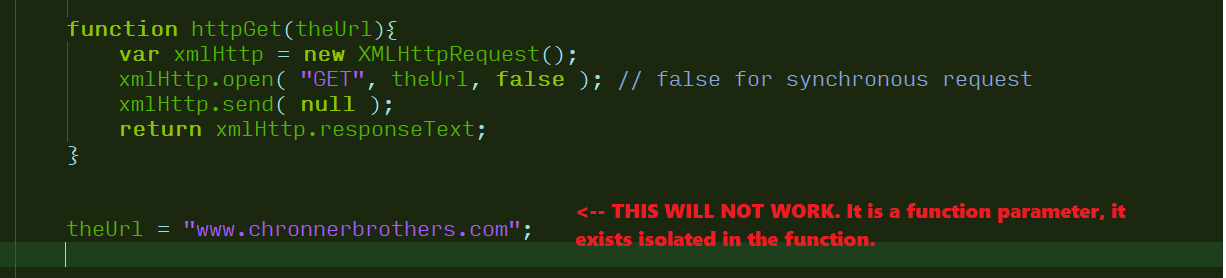 function httpGet(theUrl){
var xmlHttp = new XMLHttpRequest();
xmlHttp.open( "GET", theUrl, false ); // false for synchronous request
xmlHttp.send( null );
return xmlHttp.responseText;
}
theUrl = "www.chronnerbrothers.com";
<-- THIS WILL NOT WORK. It is a function parameter, it
exists isolated in the function.